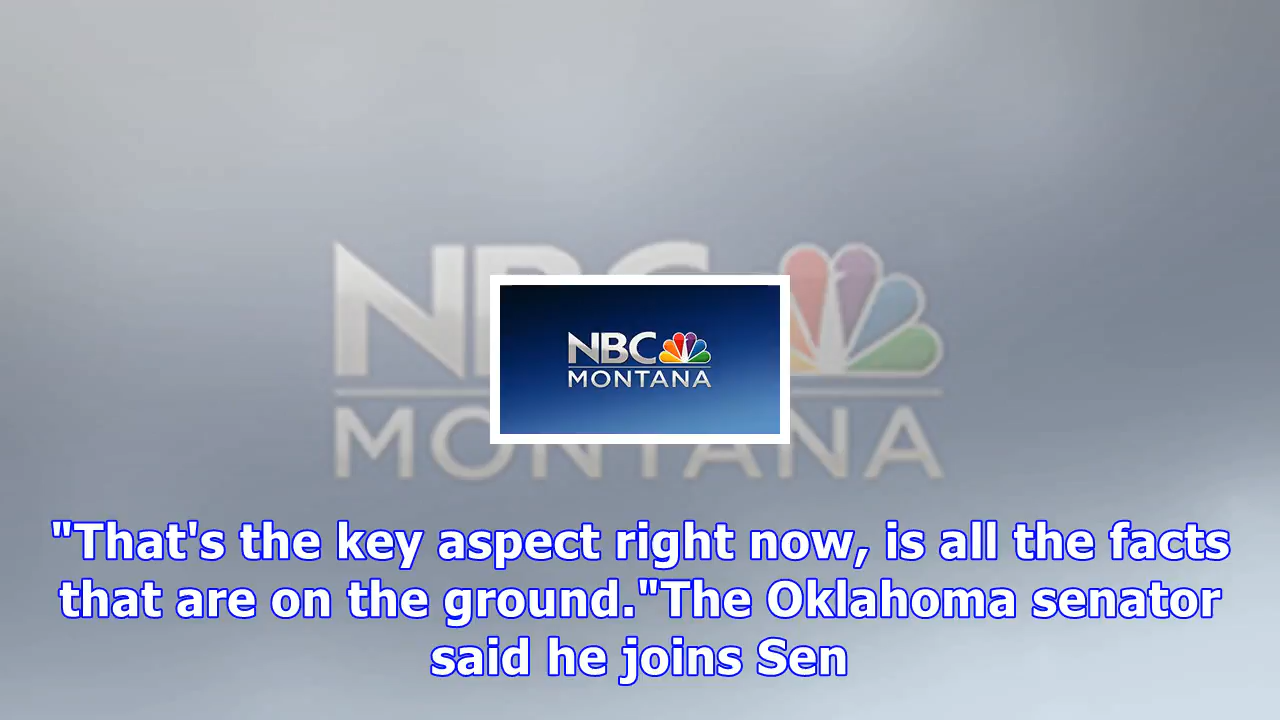 NBC
MONTANA
NBC
MONTANA
"That's the key aspect right now, is all the facts
that are on the ground."The Oklahoma senator
said he joins Sen